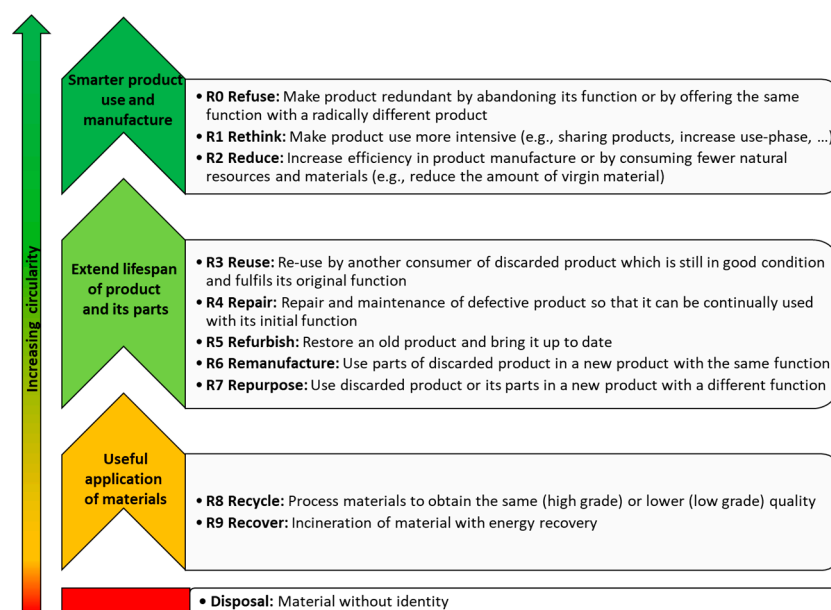 Smarter product
use and
manufacture
• R0 Refuse: Make product redundant by abandoning its function or by offering the same
function with a radically different product
• R1 Rethink: Make product use more intensive (e.g., sharing products, increase use-phase, …)
• R2 Reduce: Increase efficiency in product manufacture or by consuming fewer natural
resources and materials (e.g., reduce the amount of virgin material)
Increasing circularity
Extend lifespan
of product
and its parts
• R3 Reuse: Re-use by another consumer of discarded product which is still in good condition
and fulfils its original function
• R4 Repair: Repair and maintenance of defective product so that it can be continually used
with its initial function
• R5 Refurbish: Restore an old product and bring it up to date
• R6 Remanufacture: Use parts of discarded product in a new product with the same function
• R7 Repurpose: Use discarded product or its parts in a new product with a different function
Useful
application
of materials
• R8 Recycle: Process materials to obtain the same (high grade) or lower (low grade) quality
• R9 Recover: Incineration of material with energy recovery
• Disposal: Material without identity